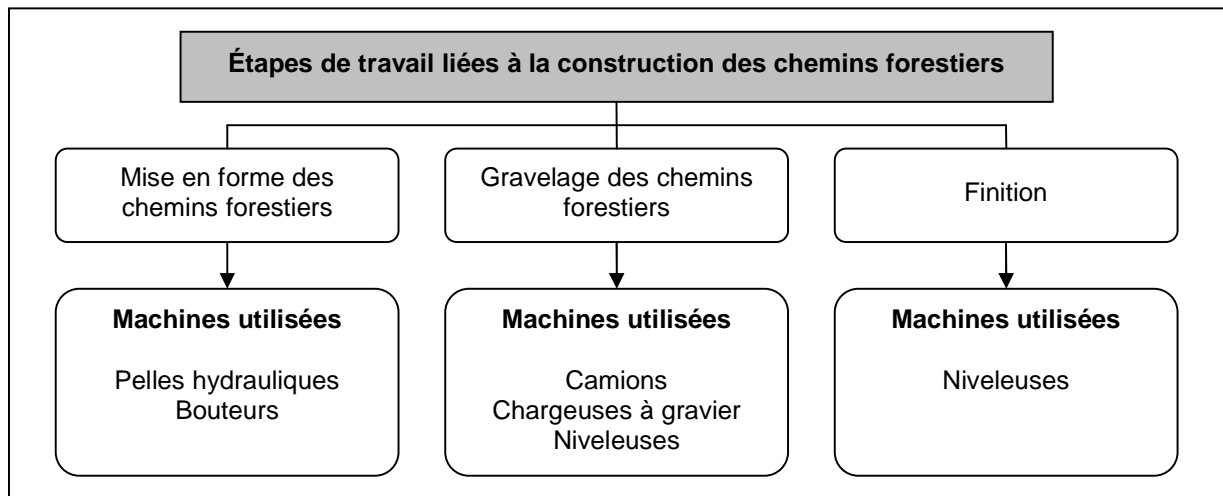 Étapes de travail liées à la construction des chemins forestiers
Mise en forme des
chemins forestiers
Gravelage des chemins
forestiers
Finition
Machines utilisées
Pelles hydrauliques
Bouteurs
Machines utilisées
Camions
Chargeuses à gravier
Niveleuses
Machines utilisées
Niveleuses